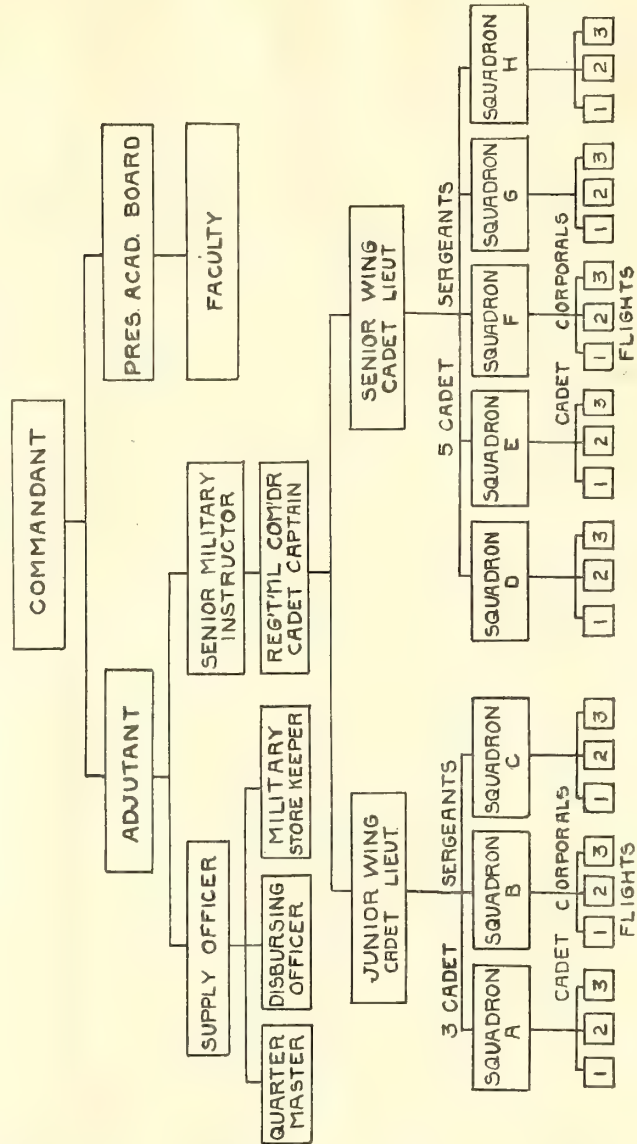 COMMANDANT
ADJUTANT
PRES. ACAD. BOARD
SUPPLY OFFICER
SENIOR MILITARY
INSTRUCTOR
FACULTY
QUARTER
MASTER
DISBURSING
OFFICER
MILITARY
STORE KEEPER
REG'T'M'L COM'DR
CADET CAPTAIN
JUNIOR WING
CADET LIEUT.
SENIOR WING
CADET LIEUT
3 CADET SERGEANTS
5 CADET SERGEANTS
SQUADRON
A
SQUADRON
B
SQUADRON
C
SQUADRON
D
SQUADRON
E
SQUADRON
F
SQUADRON
G
SQUADRON
H
CADET CORPORALS
CADET CORPORALS
1 2 3
1 2 3
1 2 3
1 2 3
1 2 3
1 2 3
1 2 3
1 2 3
FLIGHTS
FLIGHTS